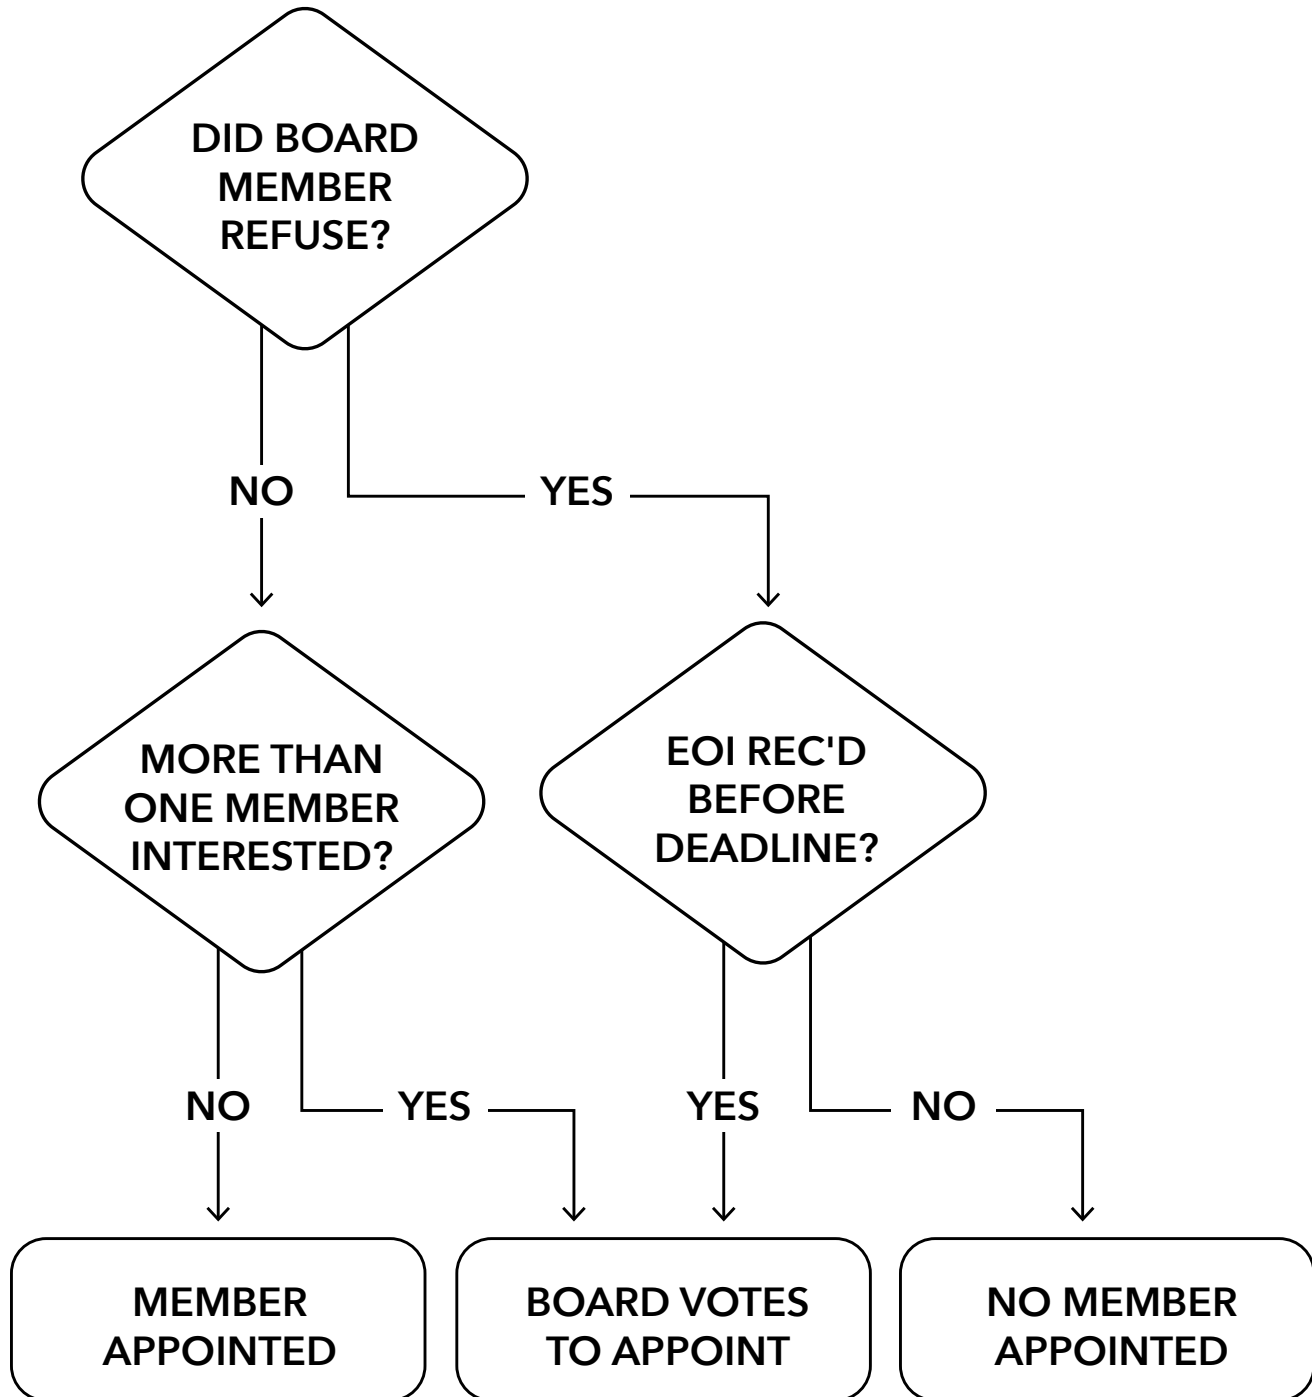 DID BOARD
MEMBER
REFUSE?
NO
YES
MORE THAN
ONE MEMBER
INTERESTED?
EOI REC'D
BEFORE
DEADLINE?
NO
YES
YES
NO
MEMBER
APPOINTED
BOARD VOTES
TO APPOINT
NO MEMBER
APPOINTED